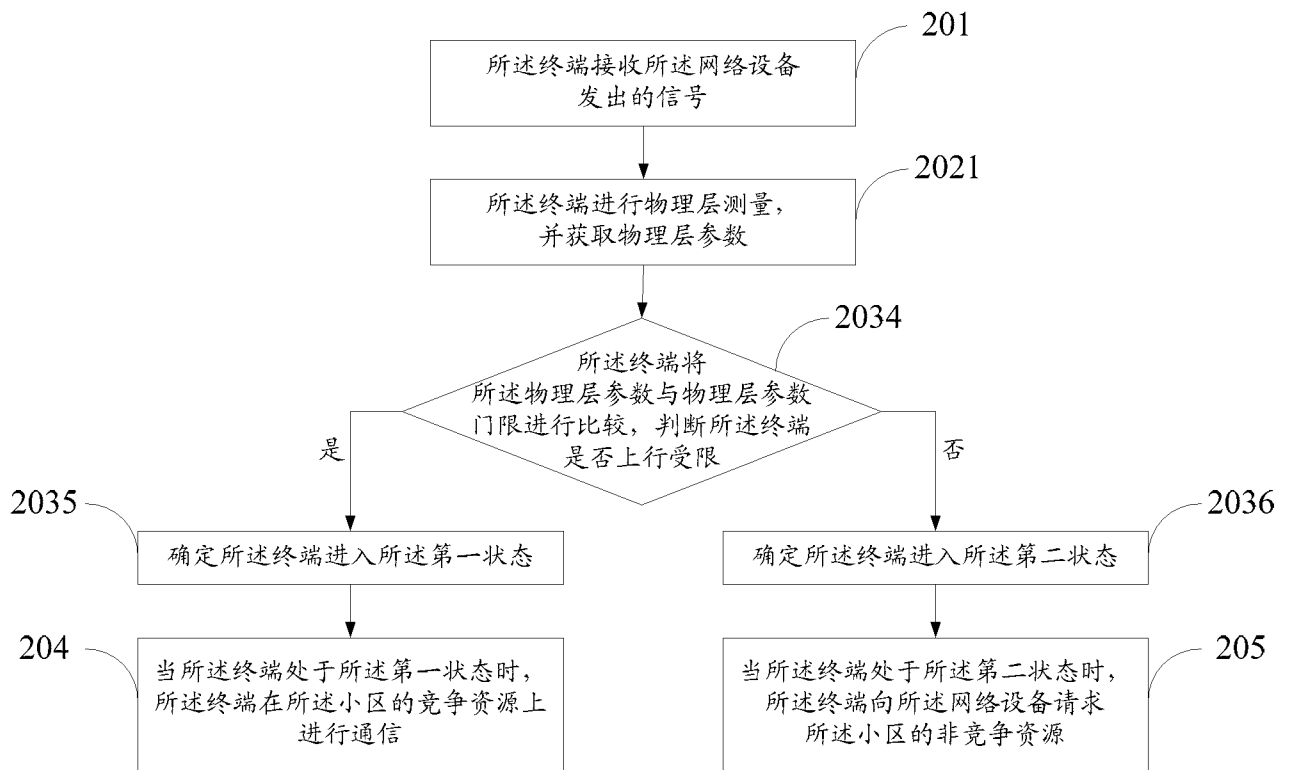 201
所述终端接收所述网络设备
发出的信号
2021
所述终端进行物理层测量，
并获取物理层参数
2034
所述终端将
所述物理层参数与物理层参数
门限进行比较，判断所述终端
是否上行受限
是
否
2035
确定所述终端进入所述第一状态
2036
确定所述终端进入所述第二状态
204
当所述终端处于所述第一状态时，
所述终端在所述小区的竞争资源上
进行通信
205
当所述终端处于所述第二状态时，
所述终端向所述网络设备请求
所述小区的非竞争资源